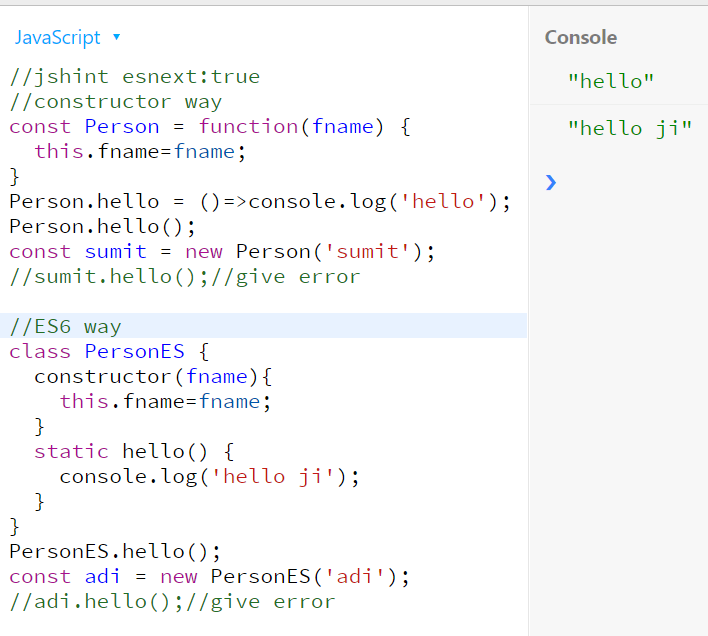 JavaScript ▾
//jshint esnext:true
//constructor way
const Person = function(fname) {
  this.fname=fname;
}
Person.hello = ()=>console.log('hello');
Person.hello();
const sumit = new Person('sumit');
//sumit.hello();//give error

//ES6 way
class PersonES {
  constructor(fname){
    this.fname=fname;
  }
  static hello() {
    console.log('hello ji');
  }
}
PersonES.hello();
const adi = new PersonES('adi');
//adi.hello();//give error
Console
"hello"
"hello ji"
❯